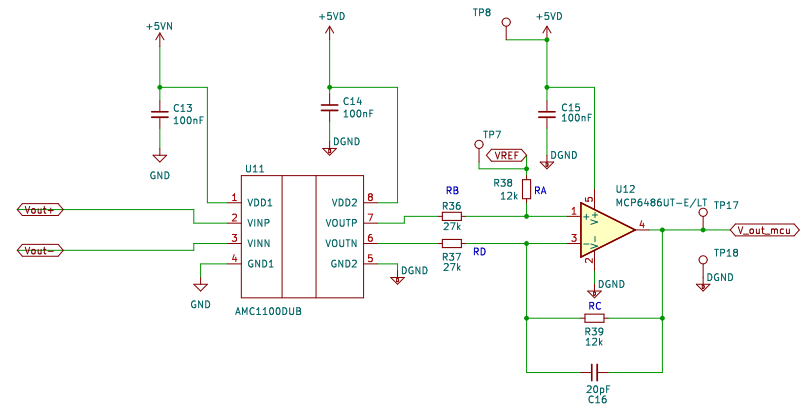 TP8
+5VD
+5VD
+5VN
C13
100nF
C14
100nF
C15
100nF
GND
DGND
TP7
VREF
DGND
U11
RB
R38
RA
12k
U12
MCP6486UT-E/LT
1
VDD1
VDD2
8
Vout+
2
VINP
VOUTP
7
R36
27k
1
+
5
V+
4
TP17
V_out_mcu
Vout-
3
VINN
VOUTN
6
R37
27k
RD
3
-
V-
2
TP18
4
GND1
GND2
5
DGND
DGND
DGND
GND
AMC1100DUB
RC
R39
12k
20pF
C16